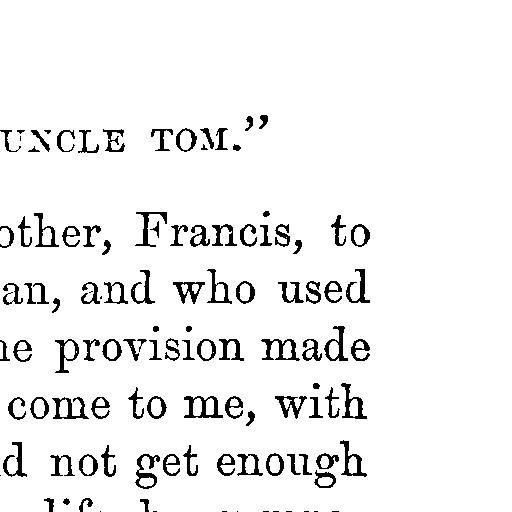 UNCLE TOM.”
other, Francis, to
an, and who used
he provision made
come to me, with
d not get enough